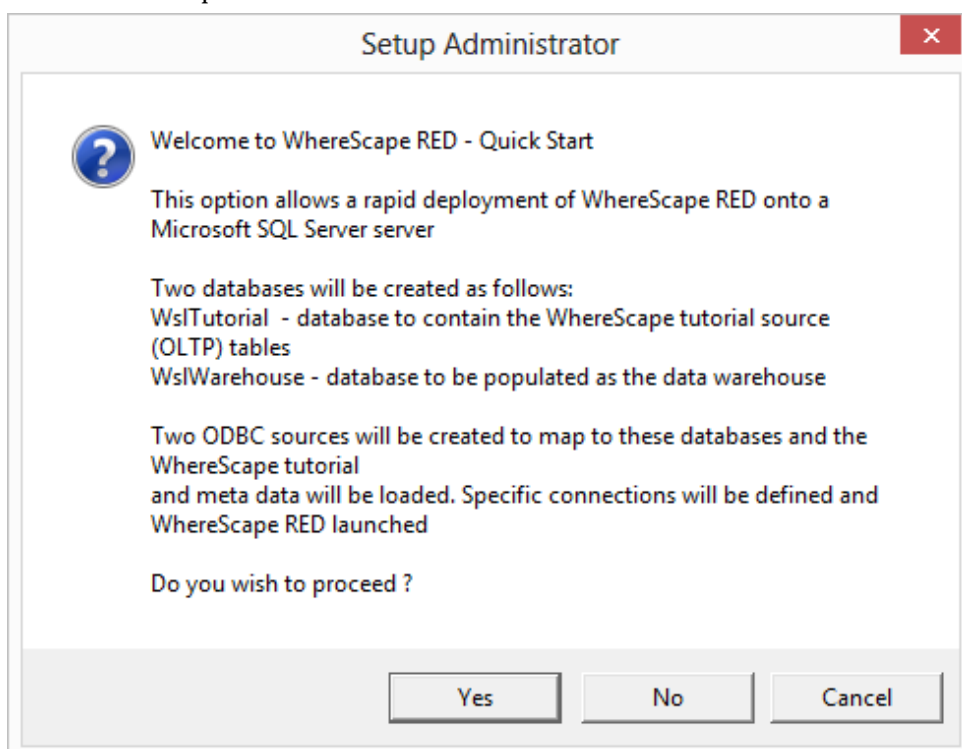 Setup Administrator
Welcome to WhereScape RED - Quick Start
This option allows a rapid deployment of WhereScape RED onto a
Microsoft SQL Server server
Two databases will be created as follows:
WslTutorial  - database to contain the WhereScape tutorial source
(OLTP) tables
WslWarehouse - database to be populated as the data warehouse
Two ODBC sources will be created to map to these databases and the
WhereScape tutorial
and meta data will be loaded. Specific connections will be defined and
WhereScape RED launched
Do you wish to proceed ?
Yes No Cancel